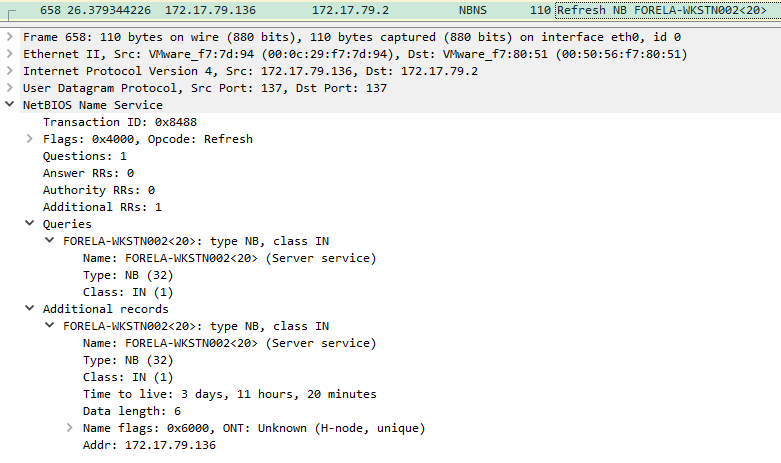 658 26.379344226 172.17.79.136 172.17.79.2 NBNS 110 Refresh NB FORELA-WKSTN002<20>
Frame 658: 110 bytes on wire (880 bits), 110 bytes captured (880 bits) on interface eth0, id 0
Ethernet II, Src: VMware_f7:7d:94 (00:0c:29:f7:7d:94), Dst: VMware_f7:80:51 (00:50:56:f7:80:51)
Internet Protocol Version 4, Src: 172.17.79.136, Dst: 172.17.79.2
User Datagram Protocol, Src Port: 137, Dst Port: 137
NetBIOS Name Service
Transaction ID: 0x8488
Flags: 0x4000, Opcode: Refresh
Questions: 1
Answer RRs: 0
Authority RRs: 0
Additional RRs: 1
Queries
FORELA-WKSTN002<20>: type NB, class IN
Name: FORELA-WKSTN002<20> (Server service)
Type: NB (32)
Class: IN (1)
Additional records
FORELA-WKSTN002<20>: type NB, class IN
Name: FORELA-WKSTN002<20> (Server service)
Type: NB (32)
Class: IN (1)
Time to live: 3 days, 11 hours, 20 minutes
Data length: 6
Name flags: 0x6000, ONT: Unknown (H-node, unique)
Addr: 172.17.79.136